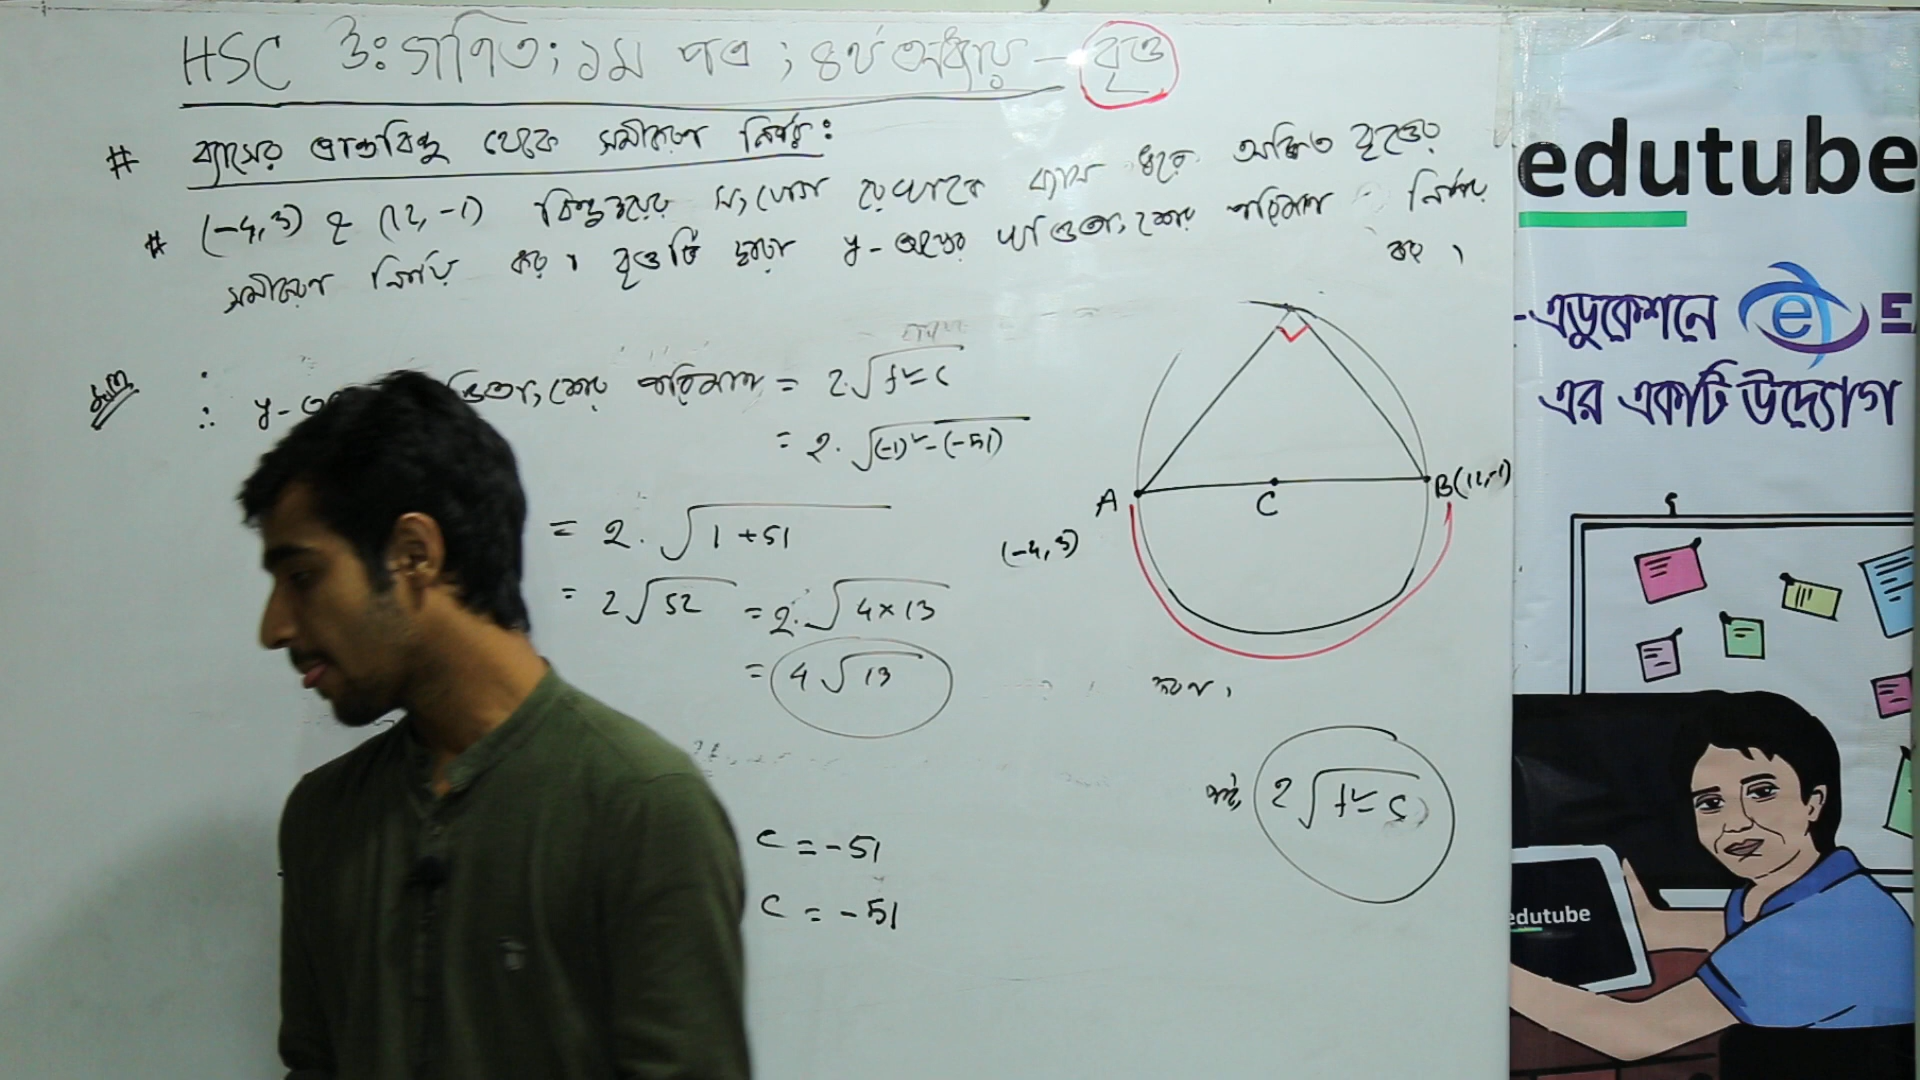 HSC উঃ গণিত; ১ম পত্র ; ৪র্থ অধ্যায় - বৃত্ত
# ব্যাসের প্রান্তবিন্দু থেকে সমীকরণ নির্ণয়:
# (-4,3) ও (12,-1) বিন্দুদ্বয়ের সংযোগ রেখাকে ব্যাস ধরে অঙ্কিত বৃত্তের
সমীকরণ নির্ণয় কর। বৃত্তটি দ্বারা y-অক্ষের খণ্ডিতাংশের পরিমাণ নির্ণয়
কর।
∴ y- খণ্ডিতাংশের পরিমাণ = 2√f²-c
= 2.√(-1)²-(-51)
= 2.√1+51
= 2√52 = 2.√4×13
= 4√13
c = -51
c = -51
A
C
B(12,-1)
(-4,3)
2√f²-c
edutube
-এডুকেশনে
এর একটি উদ্যোগ
edutube